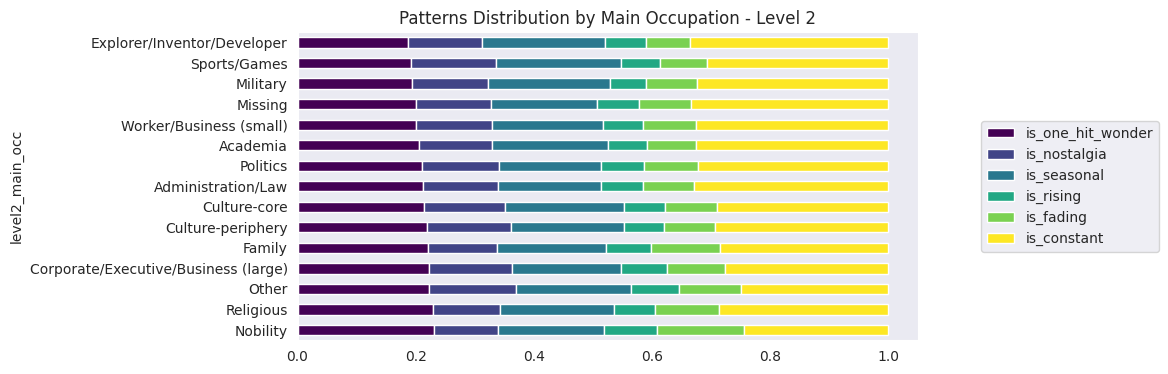 Patterns Distribution by Main Occupation - Level 2
level2_main_occ
Explorer/Inventor/Developer
Sports/Games
Military
Missing
Worker/Business (small)
Academia
Politics
Administration/Law
Culture-core
Culture-periphery
Family
Corporate/Executive/Business (large)
Other
Religious
Nobility
0.0 0.2 0.4 0.6 0.8 1.0
is_one_hit_wonder
is_nostalgia
is_seasonal
is_rising
is_fading
is_constant